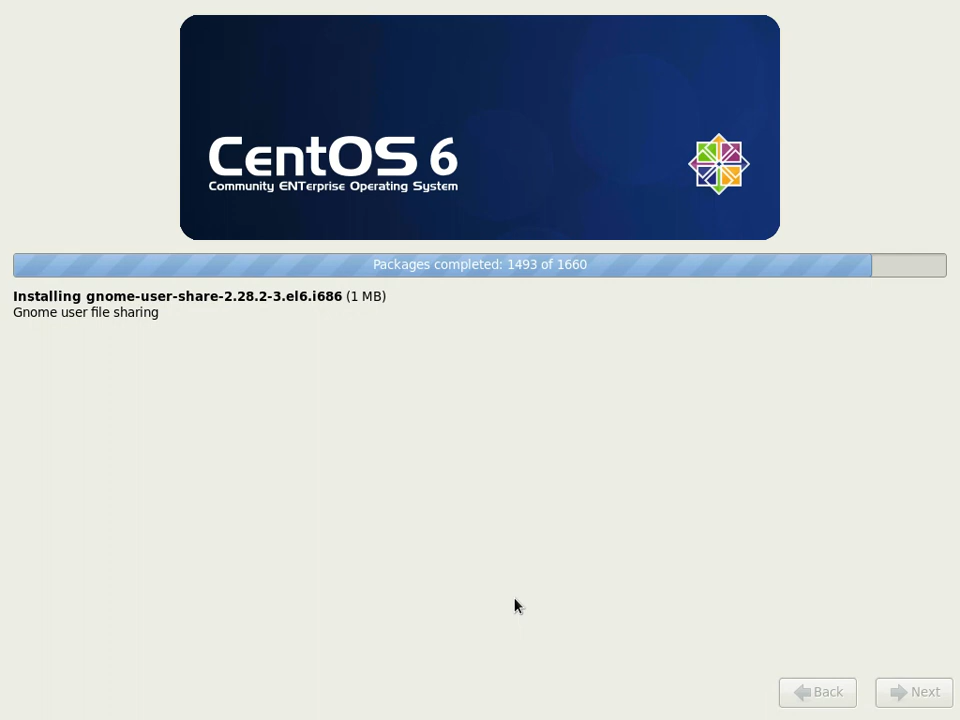 CentOS 6
Community ENTerprise Operating System
Packages completed: 1493 of 1660
Installing gnome-user-share-2.28.2-3.el6.i686 (1 MB)
Gnome user file sharing
Back
Next